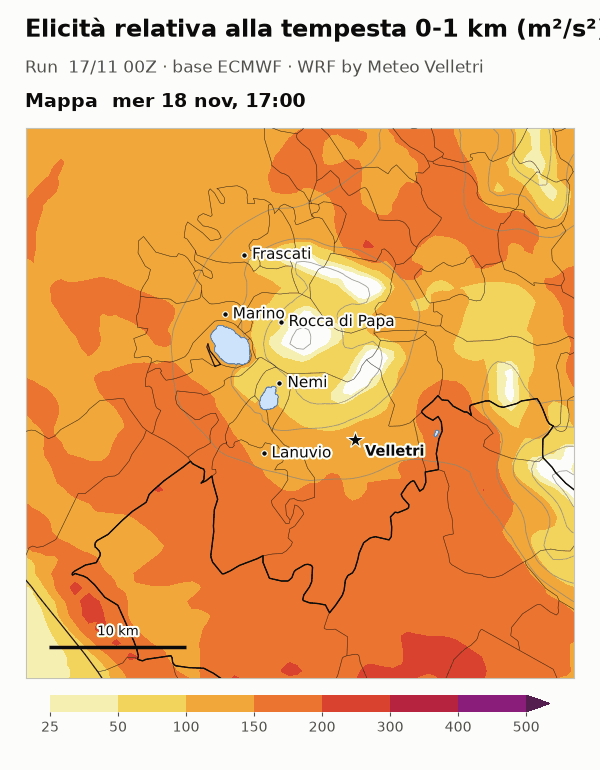 Elicità relativa alla tempesta 0-1 km (m²/s²)
Run 17/11 00Z · base ECMWF · WRF by Meteo Velletri
Mappa mer 18 nov, 17:00
Frascati
Marino
Rocca di Papa
Nemi
Velletri
Lanuvio
10 km
25 50 100 150 200 300 400 500